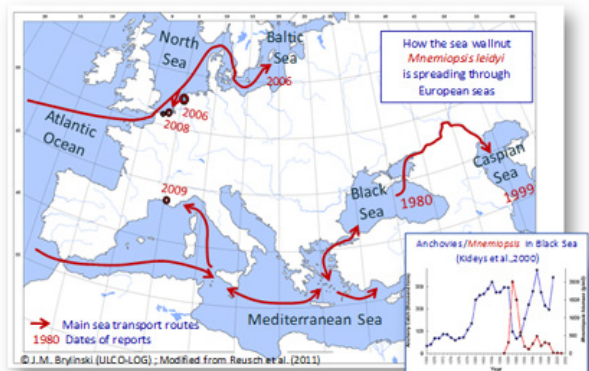 North
Sea
Baltic
Sea
2006
How the sea wallnut
Mnemiopsis leidyi
is spreading through
European seas
2006
2008
Atlantic
Ocean
2009
Black
Sea
1980
Caspian
Sea
1999
Anchovies/Mnemiopsis in Black Sea
(Kideys et al.,2000)
Year
Mediterranean Sea
Main sea transport routes
1980 Dates of reports
© J.M. Brylinski (ULCO-LOG) ; Modified from Reusch et al. (2011)